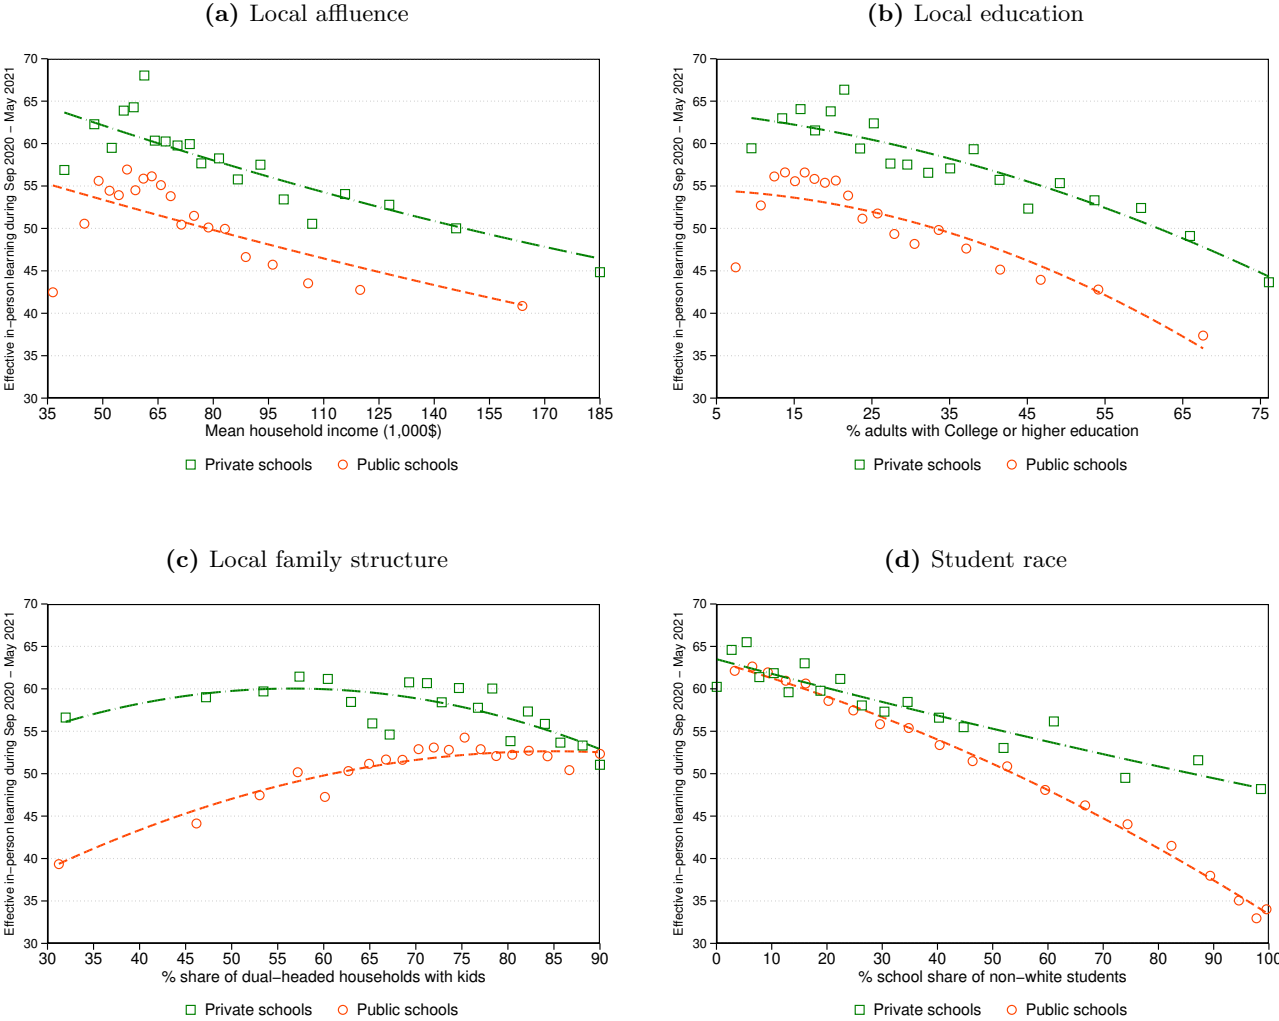 (a) Local affluence
Effective in−person learning during Sep 2020 − May 2021
70
65
60
55
50
45
40
35
30
35 50 65 80 95 110 125 140 155 170 185
Mean household income (1,000$)
Private schools Public schools
(b) Local education
Effective in−person learning during Sep 2020 − May 2021
70
65
60
55
50
45
40
35
30
5 15 25 35 45 55 65 75
% adults with College or higher education
Private schools Public schools
(c) Local family structure
Effective in−person learning during Sep 2020 − May 2021
70
65
60
55
50
45
40
35
30
30 35 40 45 50 55 60 65 70 75 80 85 90
% share of dual−headed households with kids
Private schools Public schools
(d) Student race
Effective in−person learning during Sep 2020 − May 2021
70
65
60
55
50
45
40
35
30
0 10 20 30 40 50 60 70 80 90 100
% school share of non−white students
Private schools Public schools